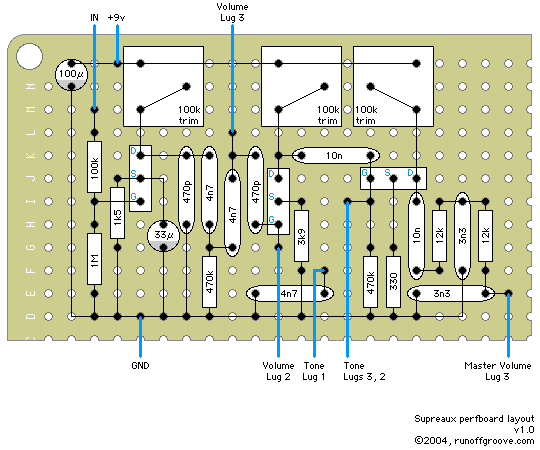 IN +9v
Volume
Lug 3
100µ
N
M
L
K
J
I
H
G
F
E
D
C
100k
trim
100k
trim
100k
trim
D
S
G
D
S
G
G S D
100k
1k5
1M
33µ
470p
4n7
4n7
470p
470k
10n
3k9
4n7
470k
330
10n
12k
3n3
12k
3n3
GND
Volume
Lug 2
Tone
Lug 1
Tone
Lugs 3, 2
Master Volume
Lug 3
Supreaux perfboard layout
v1.0
©2004, runoffgroove.com